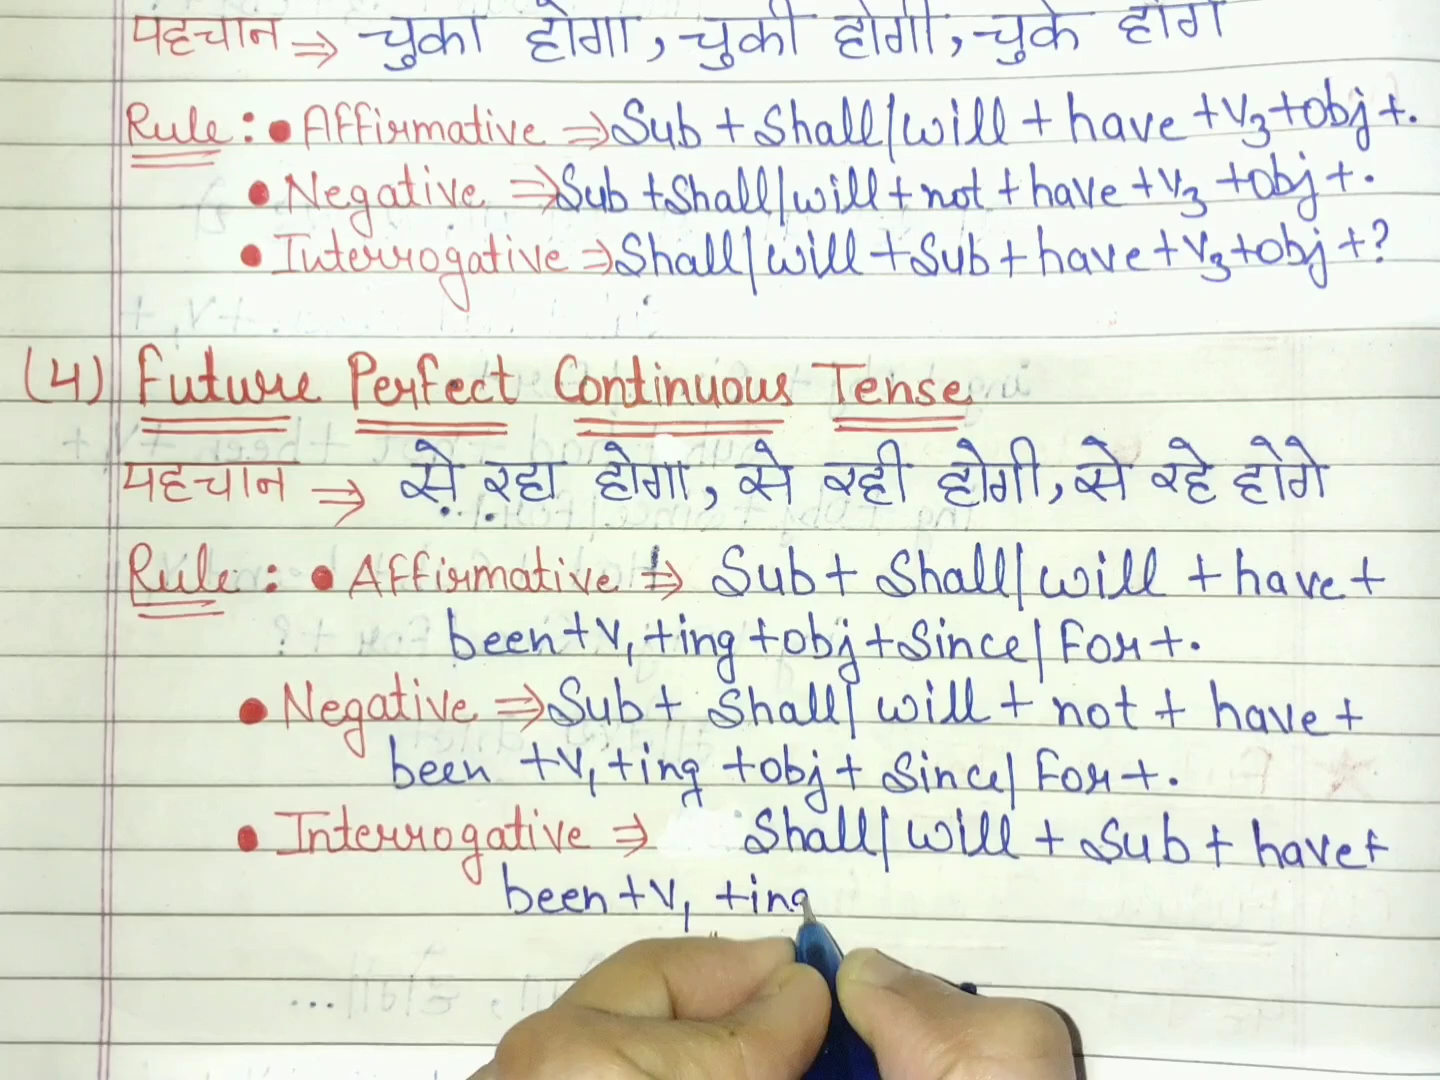 पहचान ⇒ चुका होगा, चुकी होगी, चुके होंगे
Rule : • Affirmative ⇒ Sub + Shall/will + have + V3 + obj + .
• Negative ⇒ Sub + Shall/will + not + have + V3 + obj + .
• Interrogative ⇒ Shall/will + Sub + have + V3 + obj + ?
(4) Future Perfect Continuous Tense
पहचान ⇒ से रहा होगा, से रही होगी, से रहे होंगे
Rule : • Affirmative ⇒ Sub + Shall/will + have +
been + V1 + ing + obj + Since/For + .
• Negative ⇒ Sub + Shall/will + not + have +
been + V1 + ing + obj + Since/For + .
• Interrogative ⇒ Shall/will + Sub + have +
been + V1 + ing